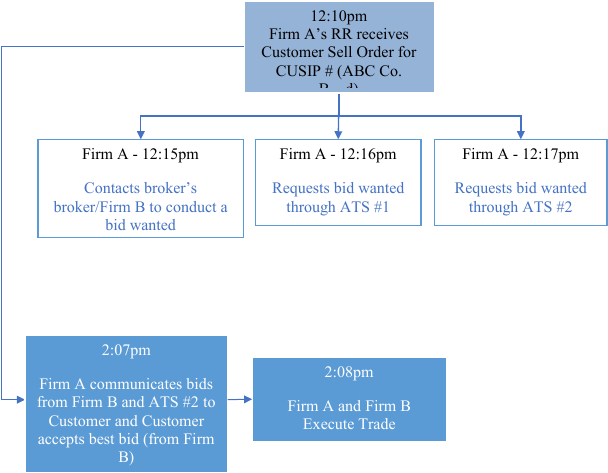 12:10pm
Firm A's RR receives
Customer Sell Order for
CUSIP # (ABC Co.
Firm A - 12:15pm
Contacts broker's
broker/Firm B to conduct a
bid wanted
Firm A - 12:16pm
Requests bid wanted
through ATS #1
Firm A - 12:17pm
Requests bid wanted
through ATS #2
2:07pm
Firm A communicates bids
from Firm B and ATS #2 to
Customer and Customer
accepts best bid (from Firm
B)
2:08pm
Firm A and Firm B
Execute Trade